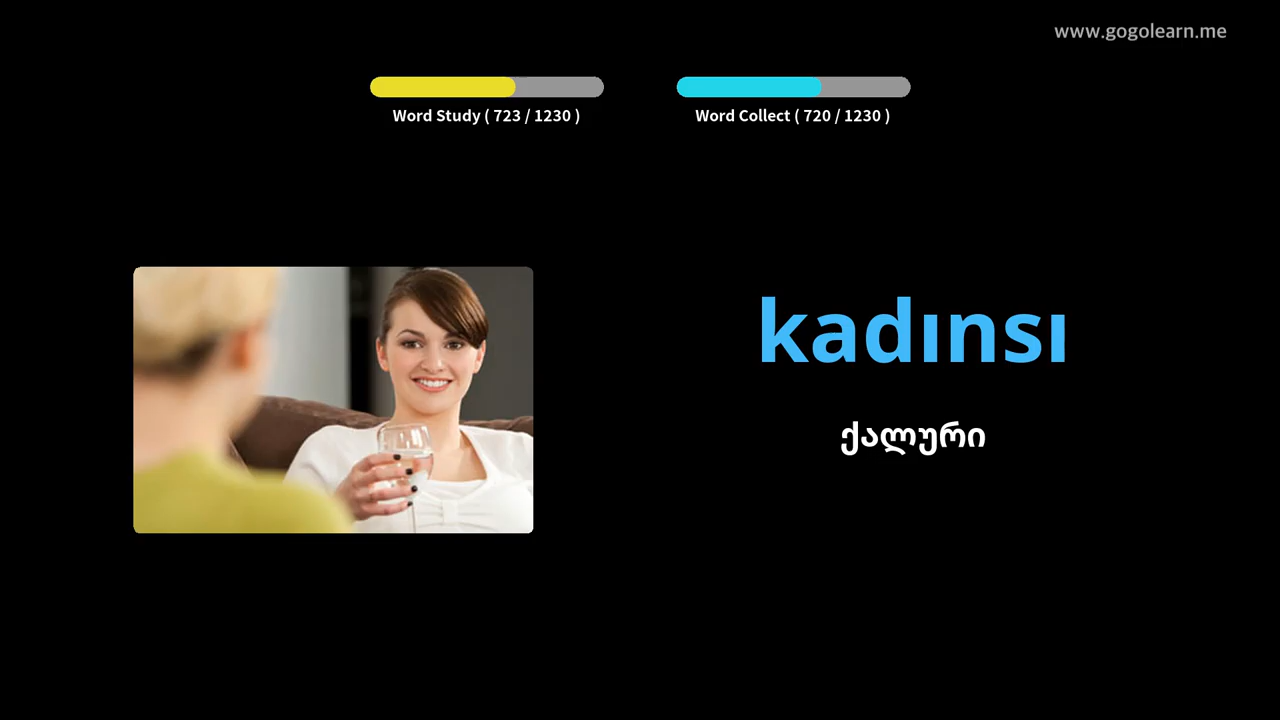 www.gogolearn.me
Word Study ( 723 / 1230 )
Word Collect ( 720 / 1230 )
kadınsı
ქალური